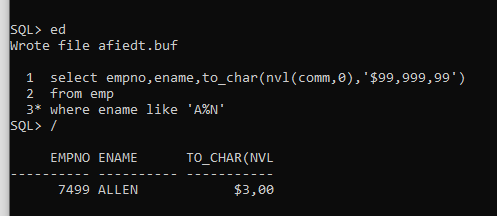 SQL> ed
Wrote file afiedt.buf
1 select empno,ename,to_char(nvl(comm,0),'$99,999,99')
2 from emp
3* where ename like 'A%N'
SQL> /
EMPNO ENAME TO_CHAR(NVL
---------- ---------- -----------
7499 ALLEN $3,00